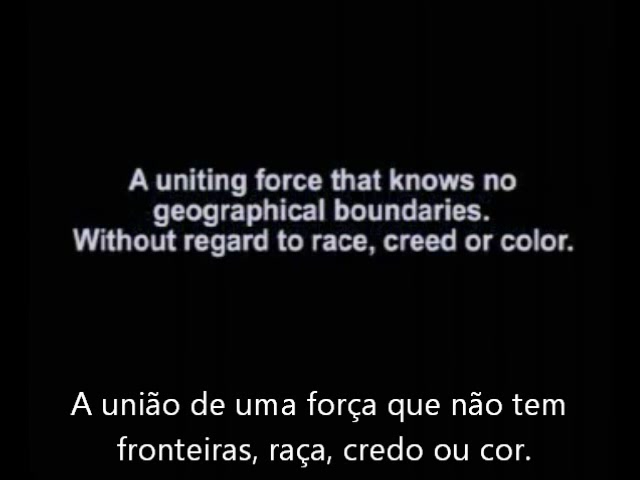 A uniting force that knows no
geographical boundaries.
Without regard to race, creed or color.
A união de uma força que não tem
fronteiras, raça, credo ou cor.